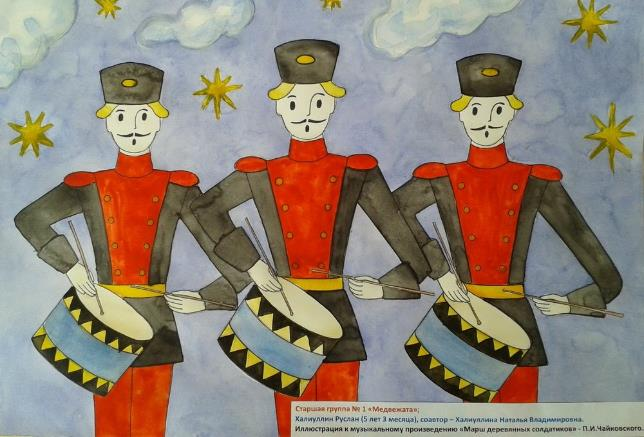 Старшая группа № 1 «Медвежата»;
Халиуллин Руслан (5 лет 3 месяца), соавтор – Халиуллина Наталья Владимировна.
Иллюстрация к музыкальному произведению «Марш деревянных солдатиков» - П.И.Чайковского